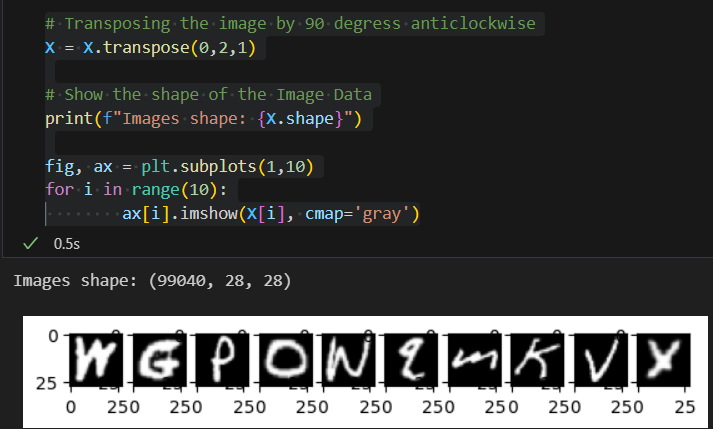 # Transposing the image by 90 degress anticlockwise
X = X.transpose(0,2,1)
# Show the shape of the Image Data
print(f"Images shape: {X.shape}")
fig, ax = plt.subplots(1,10)
for i in range(10):
ax[i].imshow(X[i], cmap='gray')
0.5s
Images shape: (99040, 28, 28)
0
W G P O W q m K V X
25
0 250 250 250 250 250 250 250 250 250 25